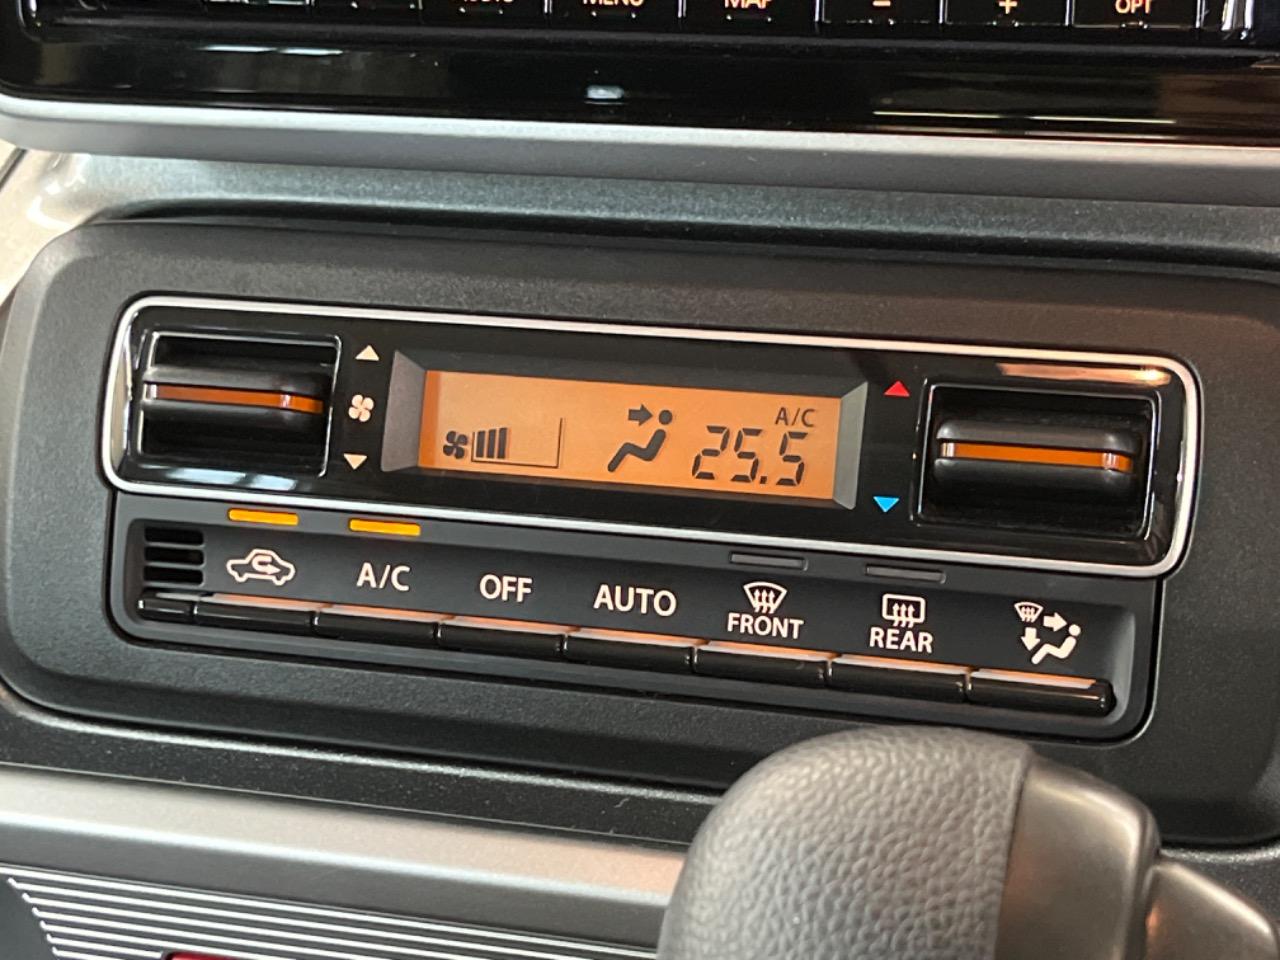 MENU
MAP
− + OPT
A/C
25.5
A/C
OFF
AUTO
FRONT
REAR